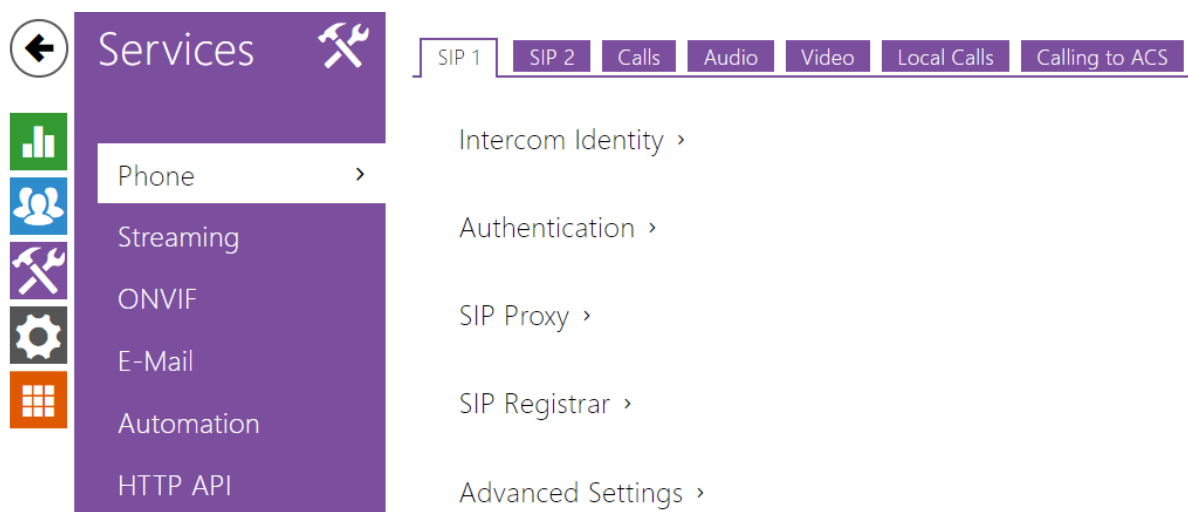 Services
Phone
Streaming
ONVIF
E-Mail
Automation
HTTP API
SIP 1 SIP 2 Calls Audio Video Local Calls Calling to ACS
Intercom Identity
Authentication
SIP Proxy
SIP Registrar
Advanced Settings